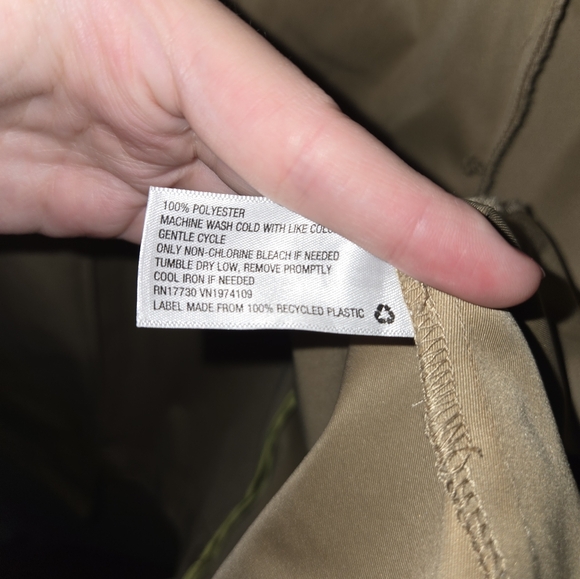 100% POLYESTER
MACHINE WASH COLD WITH LIKE
GENTLE CYCLE
ONLY NON-CHLORINE BLEACH IF NEEDED
TUMBLE DRY LOW, REMOVE PROMPTLY
COOL IRON IF NEEDED
RN17730 VN1974109
LABEL MADE FROM 100% RECYCLED PLASTIC